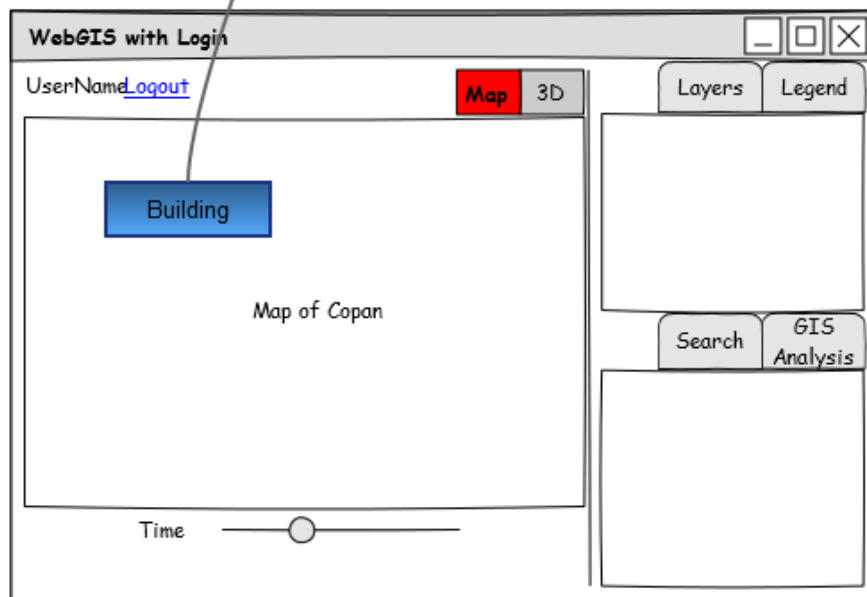 WebGIS with Login
UserName Logout
Map 3D
Layers Legend
Building
Map of Copan
Search GIS
Analysis
Time